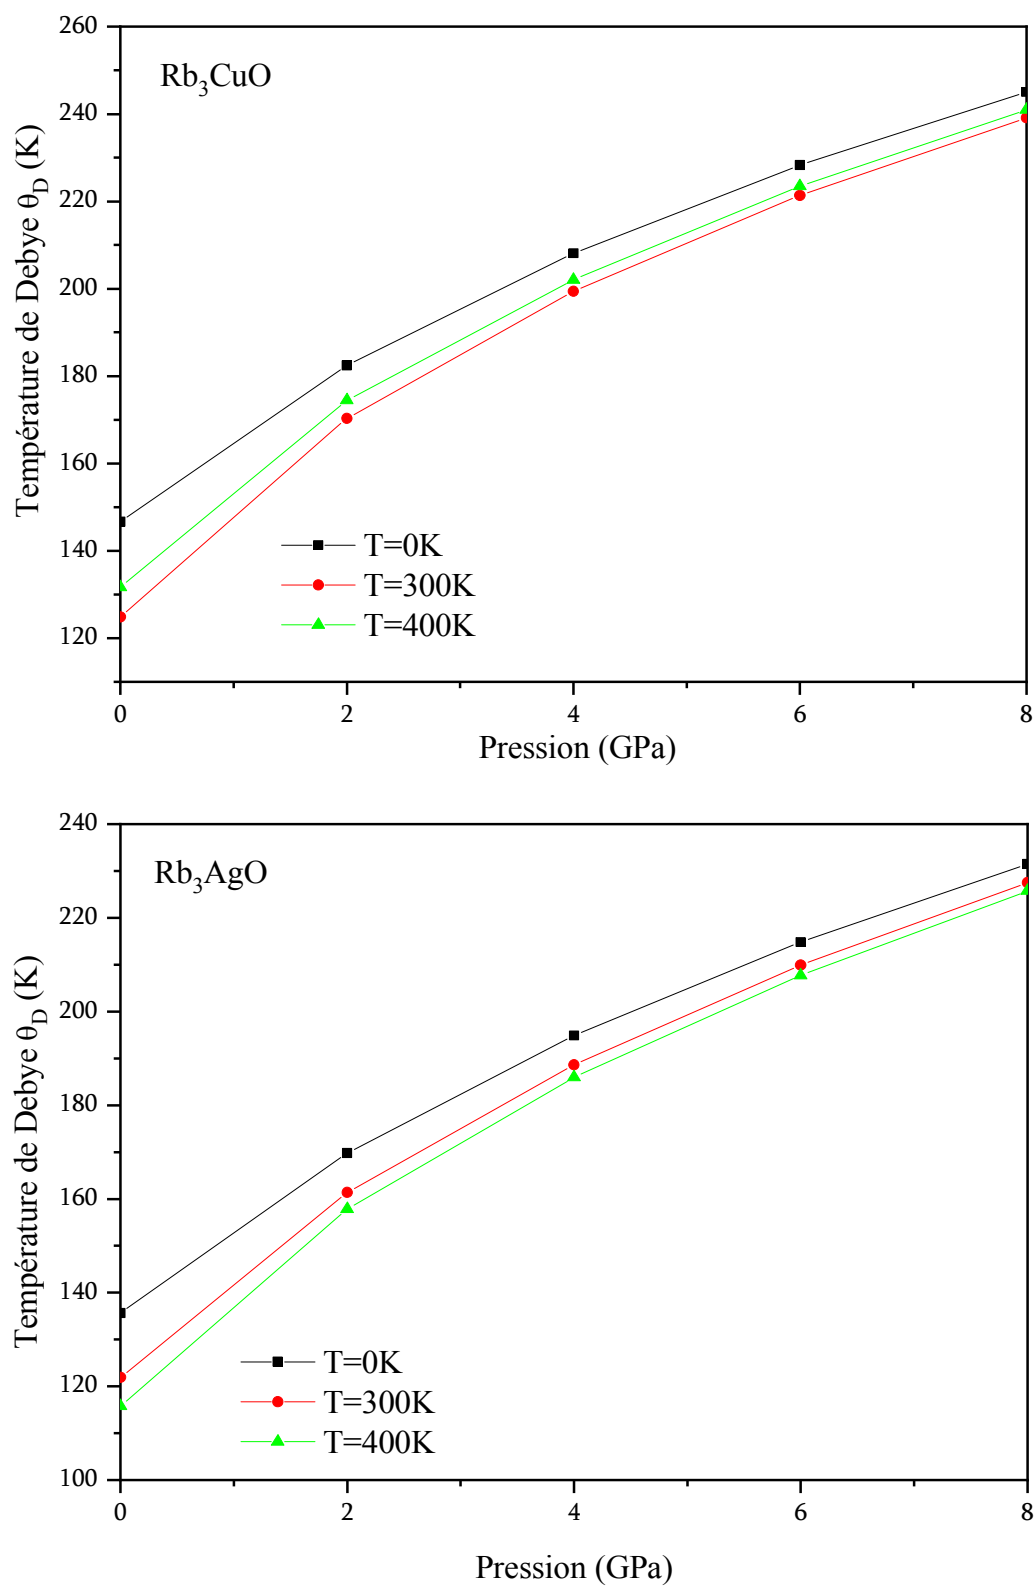 Rb₃CuO
Température de Debye θ_D (K)
260
240
220
200
180
160
140
120
T=0K
T=300K
T=400K
0 2 4 6 8
Pression (GPa)
Rb₃AgO
Température de Debye θ_D (K)
240
220
200
180
160
140
120
100
T=0K
T=300K
T=400K
0 2 4 6 8
Pression (GPa)